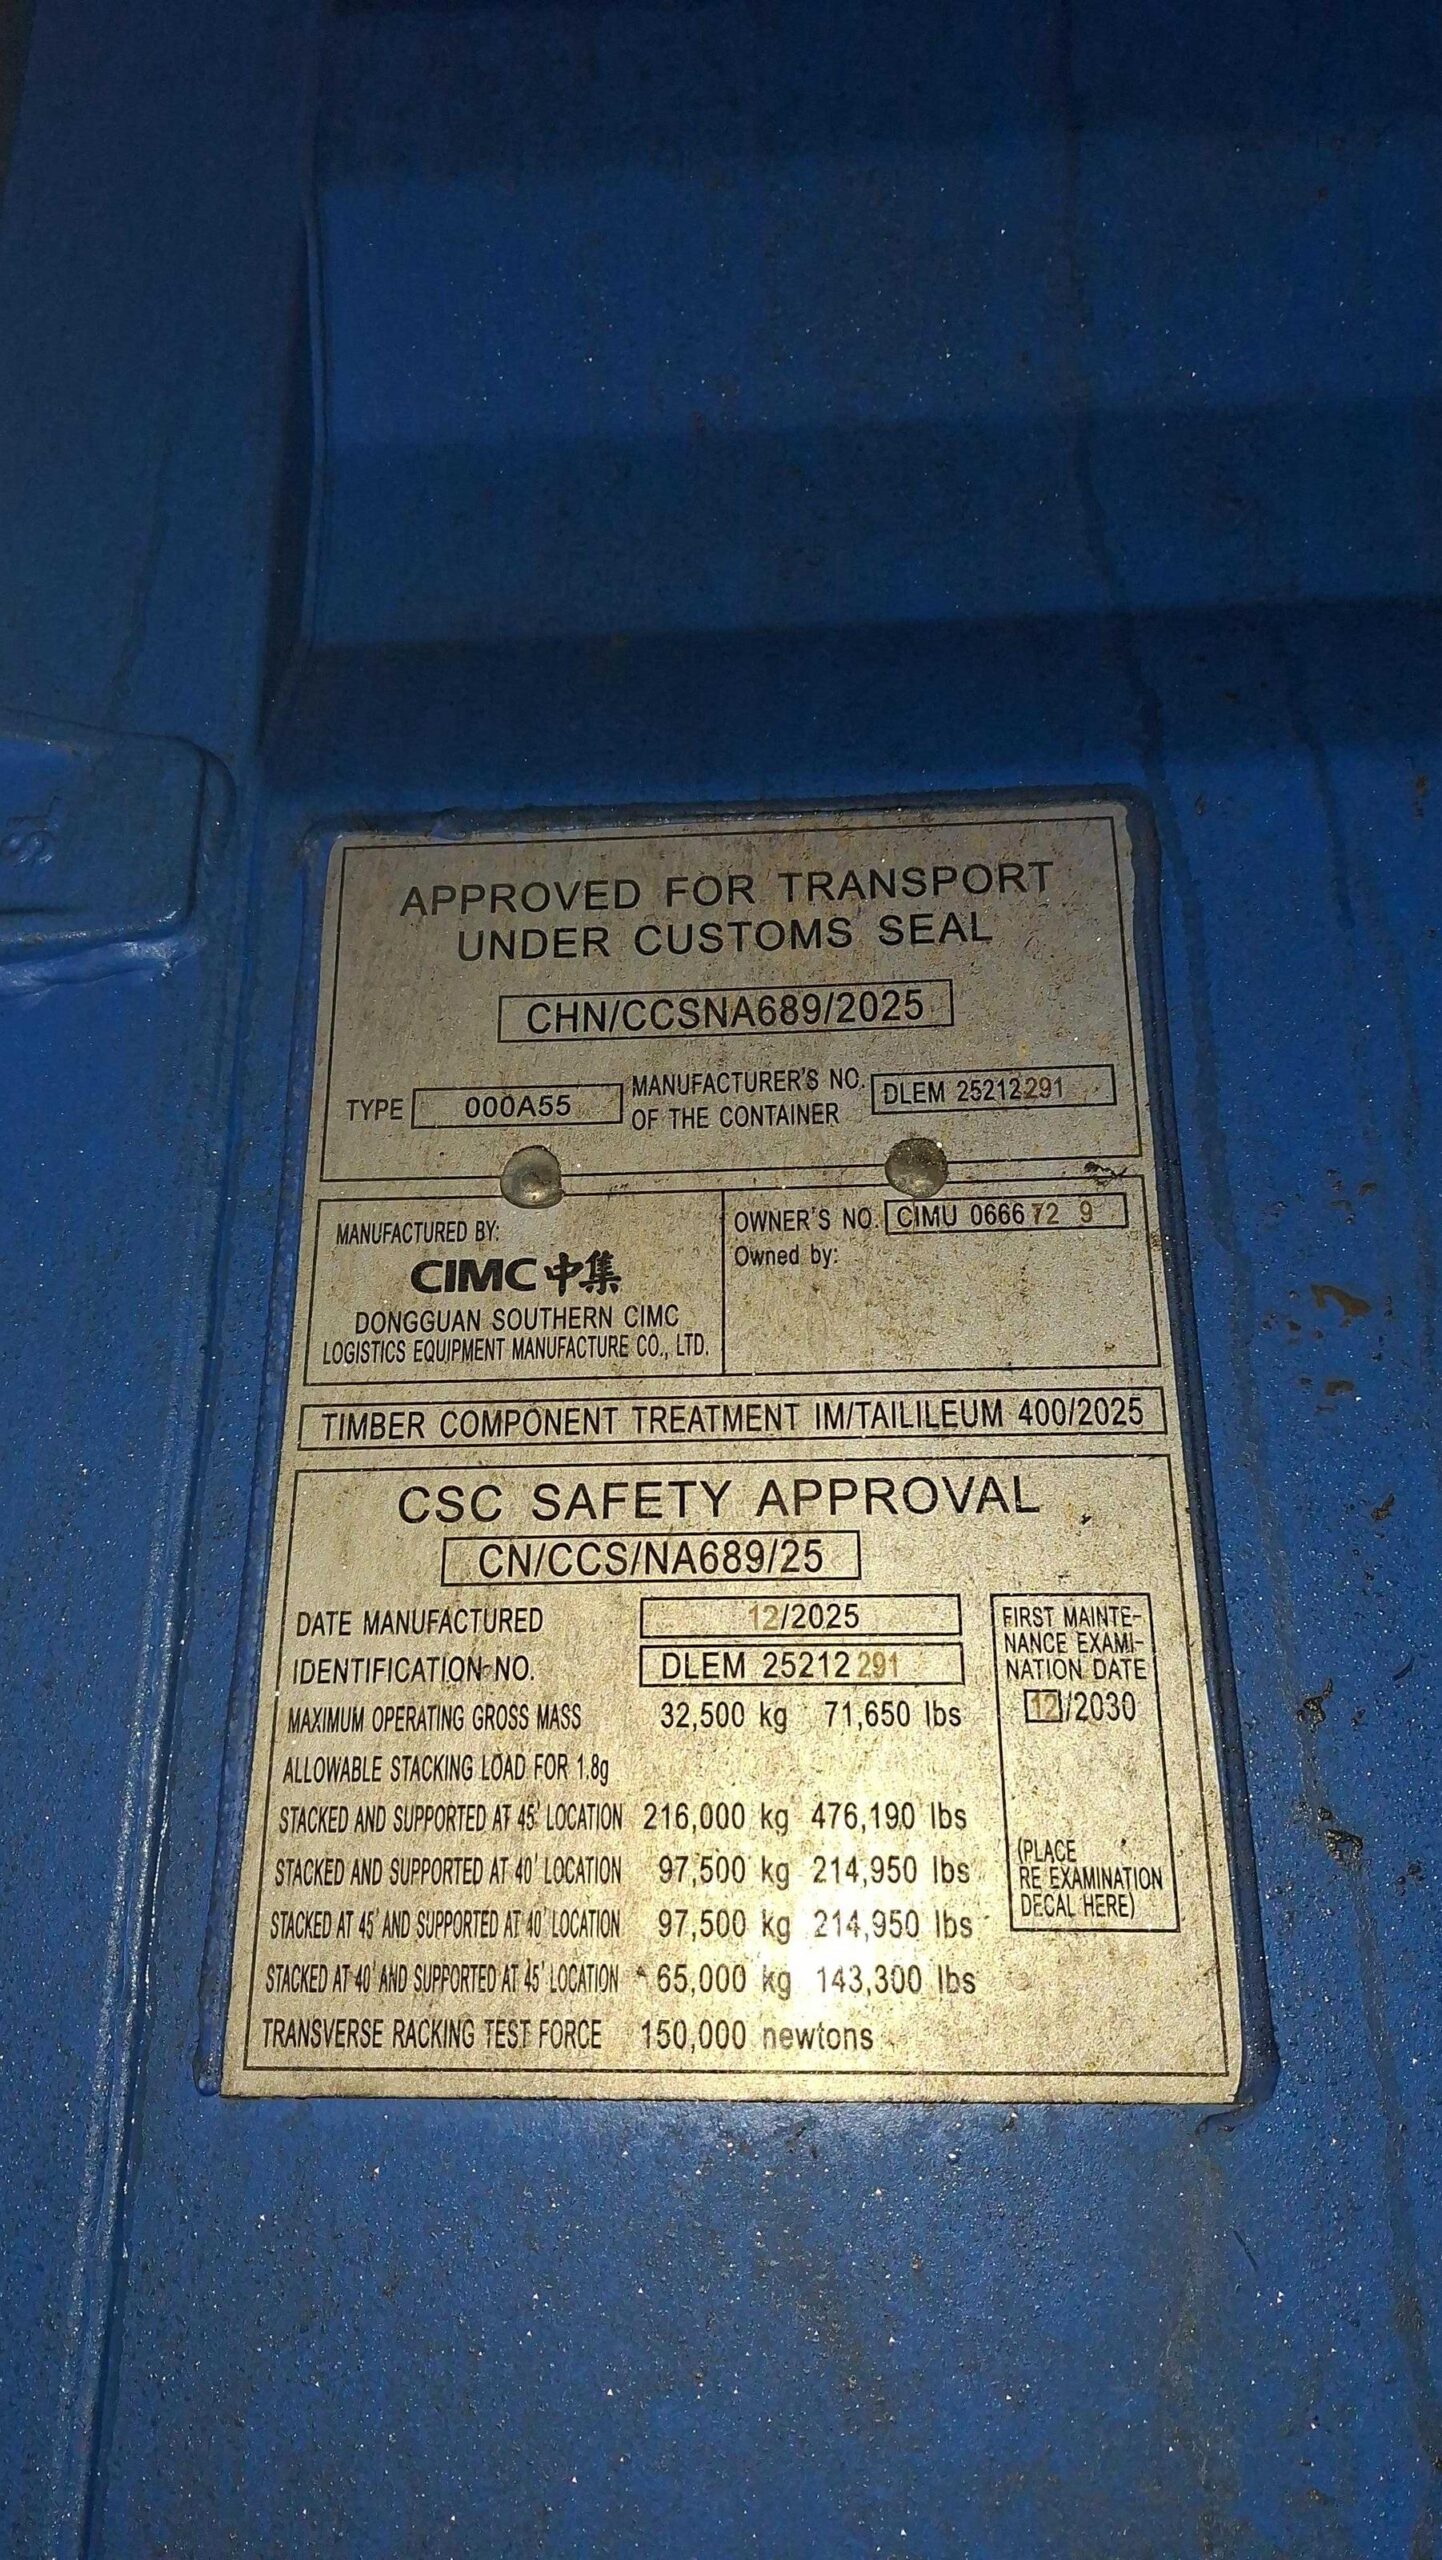 APPROVED FOR TRANSPORT
UNDER CUSTOMS SEAL
CHN/CCSNA689/2025
TYPE 000A55 MANUFACTURER'S NO. OF THE CONTAINER DLEM 25212291
MANUFACTURED BY:
CIMC中集
DONGGUAN SOUTHERN CIMC
LOGISTICS EQUIPMENT MANUFACTURE CO., LTD.
OWNER'S NO. CIMU 066672 9
Owned by:
TIMBER COMPONENT TREATMENT IM/TAILILEUM 400/2025
CSC SAFETY APPROVAL
CN/CCS/NA689/25
DATE MANUFACTURED 12/2025
IDENTIFICATION NO. DLEM 25212291
MAXIMUM OPERATING GROSS MASS 32,500 kg 71,650 lbs
ALLOWABLE STACKING LOAD FOR 1.8g
STACKED AND SUPPORTED AT 45' LOCATION 216,000 kg 476,190 lbs
STACKED AND SUPPORTED AT 40' LOCATION 97,500 kg 214,950 lbs
STACKED AT 45' AND SUPPORTED AT 40' LOCATION 97,500 kg 214,950 lbs
STACKED AT 40' AND SUPPORTED AT 45' LOCATION 65,000 kg 143,300 lbs
TRANSVERSE RACKING TEST FORCE 150,000 newtons
FIRST MAINTE-
NANCE EXAMI-
NATION DATE
12/2030
(PLACE
RE EXAMINATION
DECAL HERE)